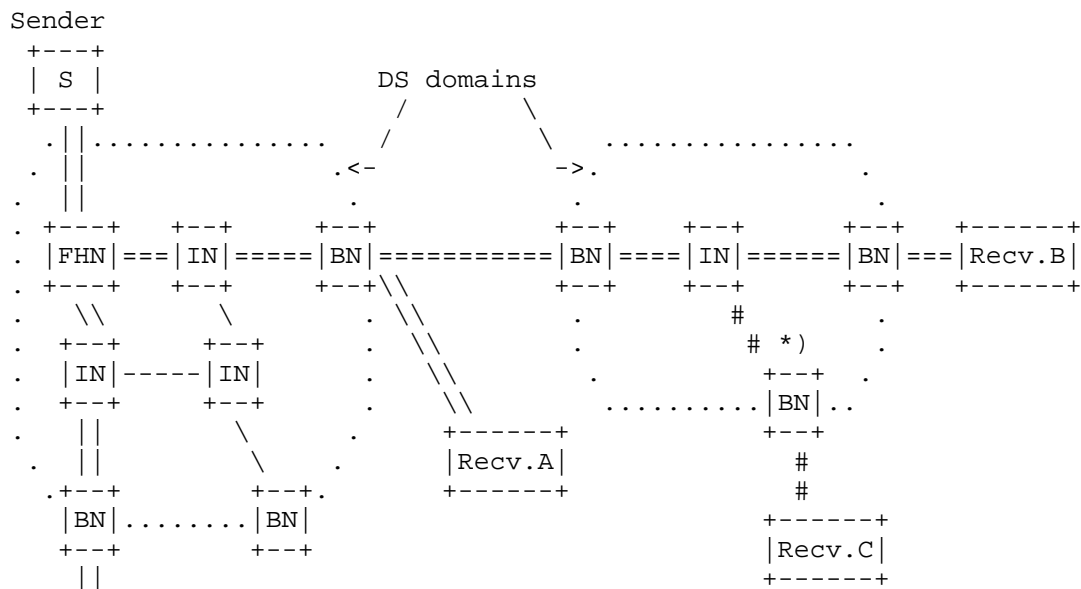 Sender
+---+
| S |                  DS domains
+---+                  /       \
.||...............    /         \    ................
. ||                .<-         ->.                .
. ||                 .             .                  .
. +---+   +--+     +--+           +--+    +--+      +--+   +------+
. |FHN|===|IN|=====|BN|===========|BN|====|IN|======|BN|===|Recv.B|
. +---+   +--+     +--+\\         +--+    +--+      +--+   +------+
.   \\       \         . \\         .         #         .
.  +--+     +--+       .  \\        .          # *)     .
.  |IN|-----|IN|       .   \\        .         +--+  .
.  +--+     +--+       .    \\        ..........|BN|..
.   ||        \       .    +------+            +--+
.  ||         \     .      |Recv.A|              #
.+--+        +--+.         +------+              #
|BN|........|BN|                               +------+
+--+        +--+                               |Recv.C|
||                                             +------+